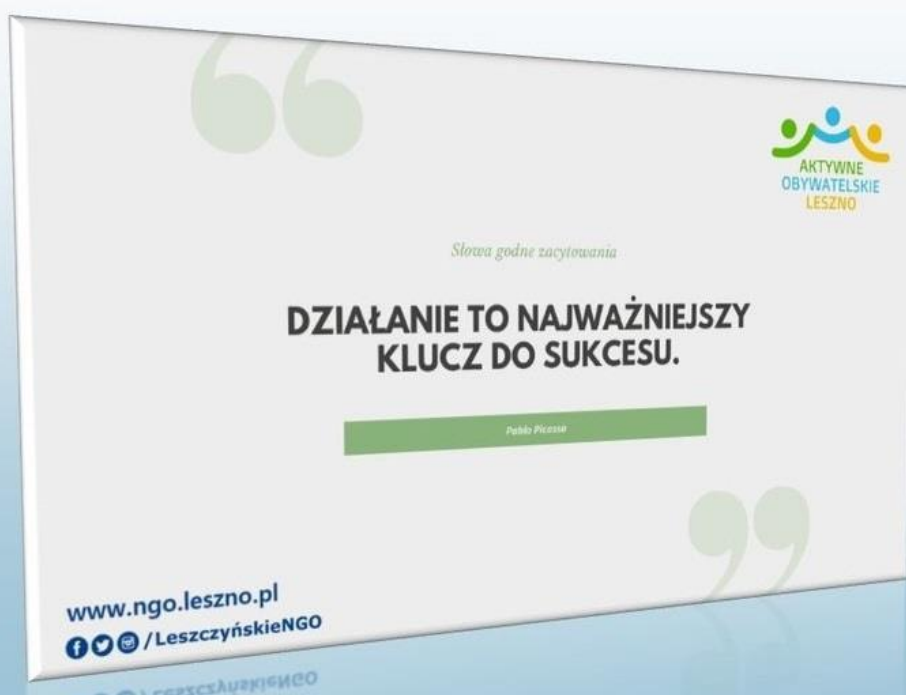 AKTYWNE
OBYWATELSKIE
LESZNO
Słowa godne zacytowania
DZIAŁANIE TO NAJWAŻNIEJSZY
KLUCZ DO SUKCESU.
Pablo Picasso
www.ngo.leszno.pl
/LeszczyńskieNGO